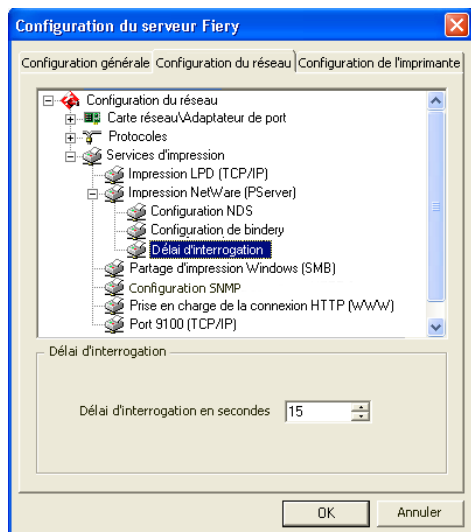 Configuration du serveur Fiery
Configuration générale Configuration du réseau Configuration de l'imprimante
Configuration du réseau
Carte réseau\Adaptateur de port
Protocoles
Services d'impression
Impression LPD (TCP/IP)
Impression NetWare (PServer)
Configuration NDS
Configuration de bindery
Délai d'interrogation
Partage d'impression Windows (SMB)
Configuration SNMP
Prise en charge de la connexion HTTP (WWW)
Port 9100 (TCP/IP)
Délai d'interrogation
Délai d'interrogation en secondes 15
OK Annuler